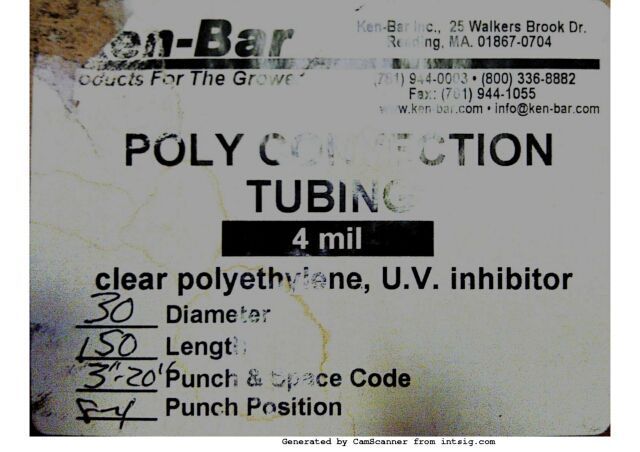 Ken-Bar
Products For The Grower
Ken-Bar Inc., 25 Walkers Brook Dr.
Reading, MA. 01867-0704
(781) 944-0003 • (800) 336-8882
Fax: (781) 944-1055
www.ken-bar.com • info@ken-bar.com
POLY CONVECTION
TUBING
4 mil
clear polyethylene, U.V. inhibitor
30 Diameter
150 Length
3"-20" Punch & Space Code
Punch Position
Generated by CamScanner from intsig.com